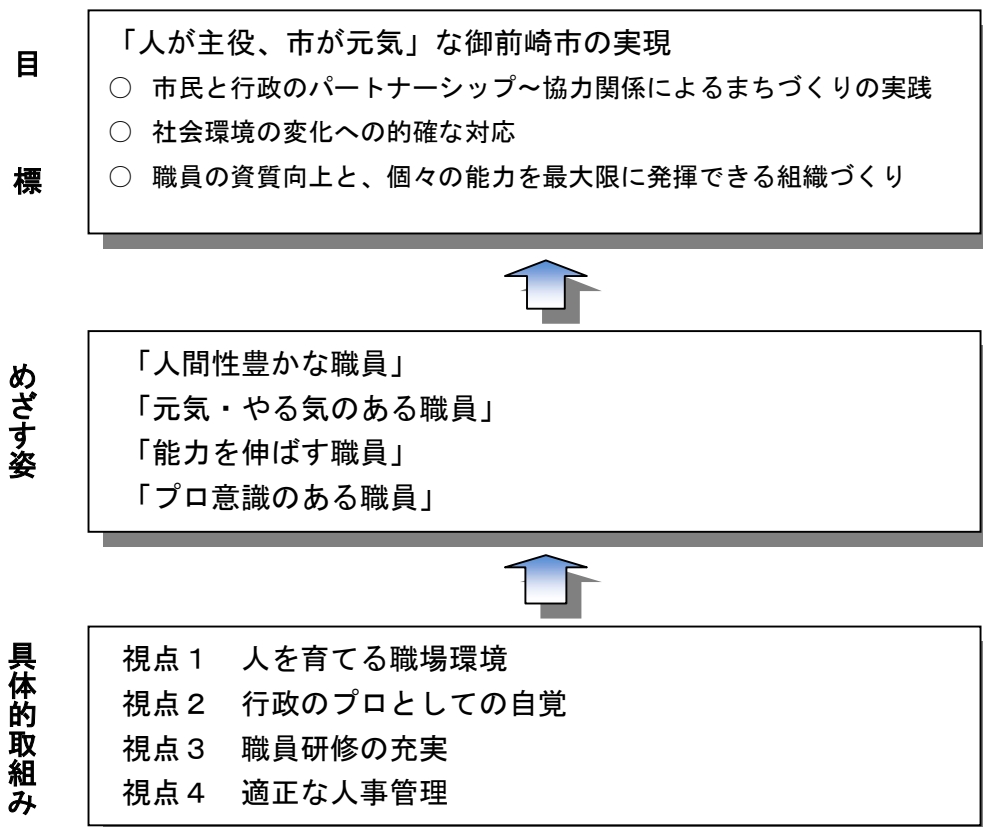 目標
「人が主役、市が元気」な御前崎市の実現
○ 市民と行政のパートナーシップ～協力関係によるまちづくりの実践
○ 社会環境の変化への的確な対応
○ 職員の資質向上と、個々の能力を最大限に発揮できる組織づくり
めざす姿
「人間性豊かな職員」
「元気・やる気のある職員」
「能力を伸ばす職員」
「プロ意識のある職員」
具体的取組み
視点１ 人を育てる職場環境
視点２ 行政のプロとしての自覚
視点３ 職員研修の充実
視点４ 適正な人事管理